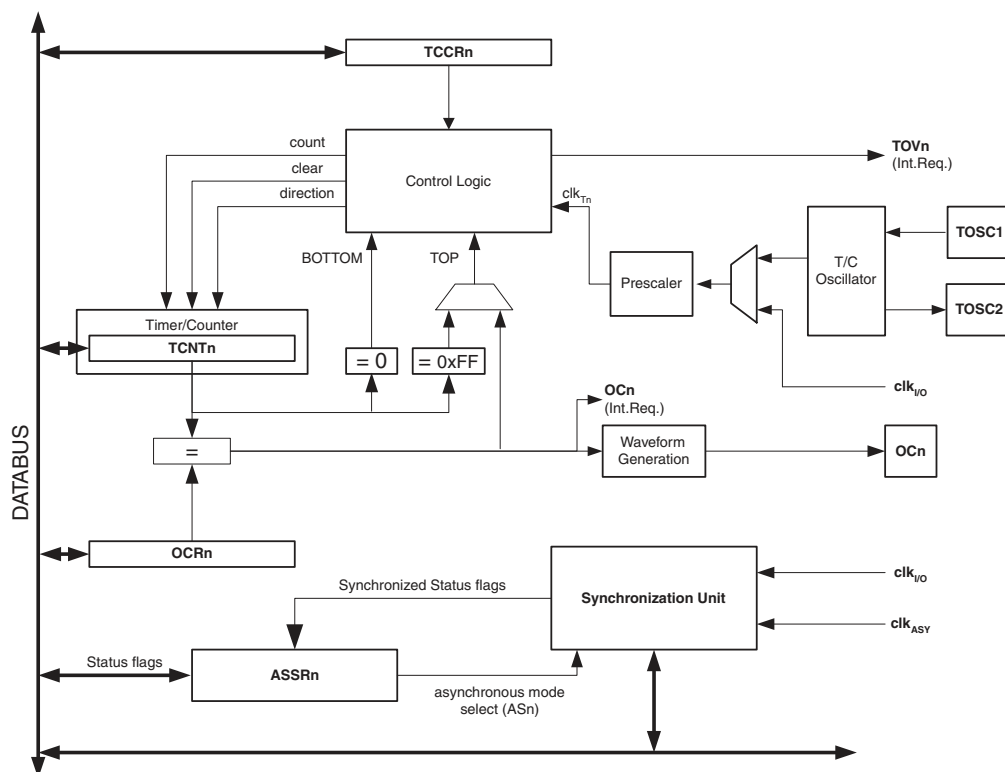 TCCRn
count
clear
direction
Control Logic
TOVn
(Int.Req.)
clkTn
BOTTOM
TOP
Prescaler
T/C
Oscillator
TOSC1
TOSC2
Timer/Counter
TCNTn
= 0
= 0xFF
OCn
(Int.Req.)
clkI/O
=
Waveform
Generation
OCn
DATABUS
OCRn
Synchronized Status flags
Synchronization Unit
clkI/O
clkASY
Status flags
ASSRn
asynchronous mode
select (ASn)